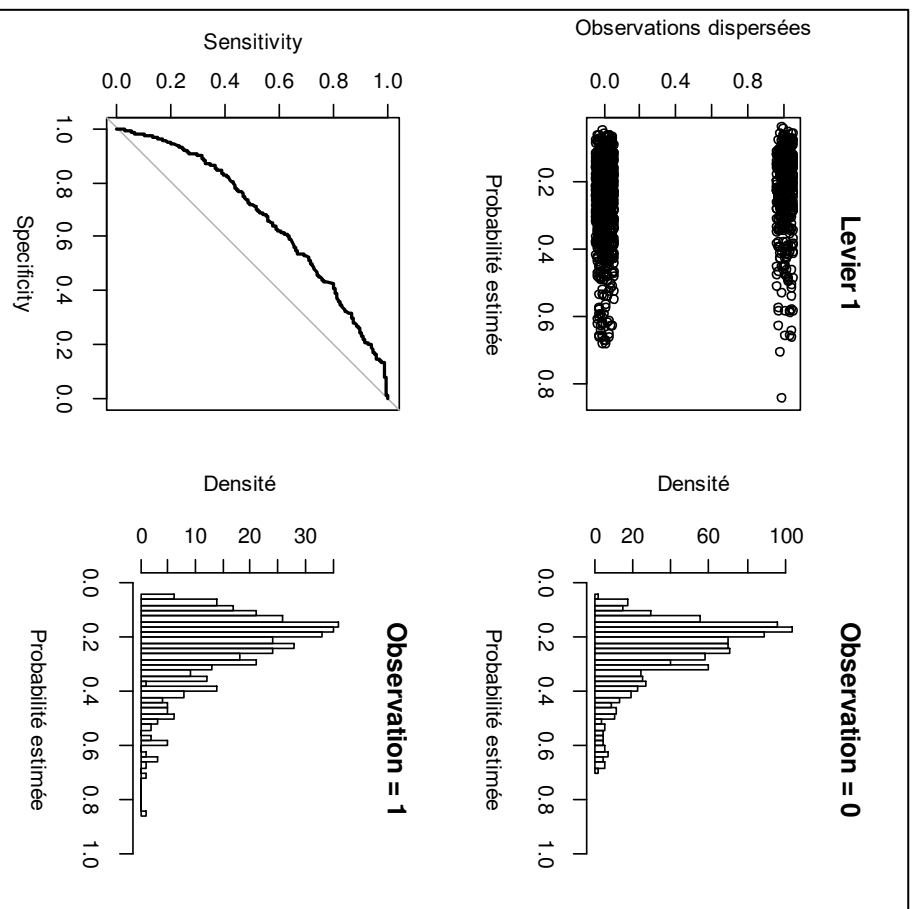 Levier 1
Observations dispersées
0.0 0.4 0.8
0.2 0.4 0.6 .8
Probabilité estimée
Observation = 0
Densité
0 20 60 100
0.0 0.2 0.4 0.6 0.8 1.0
Probabilité estimée
Sensitivity
0.0 0.2 0.4 0.6 0.8 1.0
1.0 0.8 0.6 0.4 0.2 0.0
Specificity
Observation = 1
Densité
0 10 20 30
0.0 0.2 0.4 0.6 0.8 1.0
Probabilité estimée